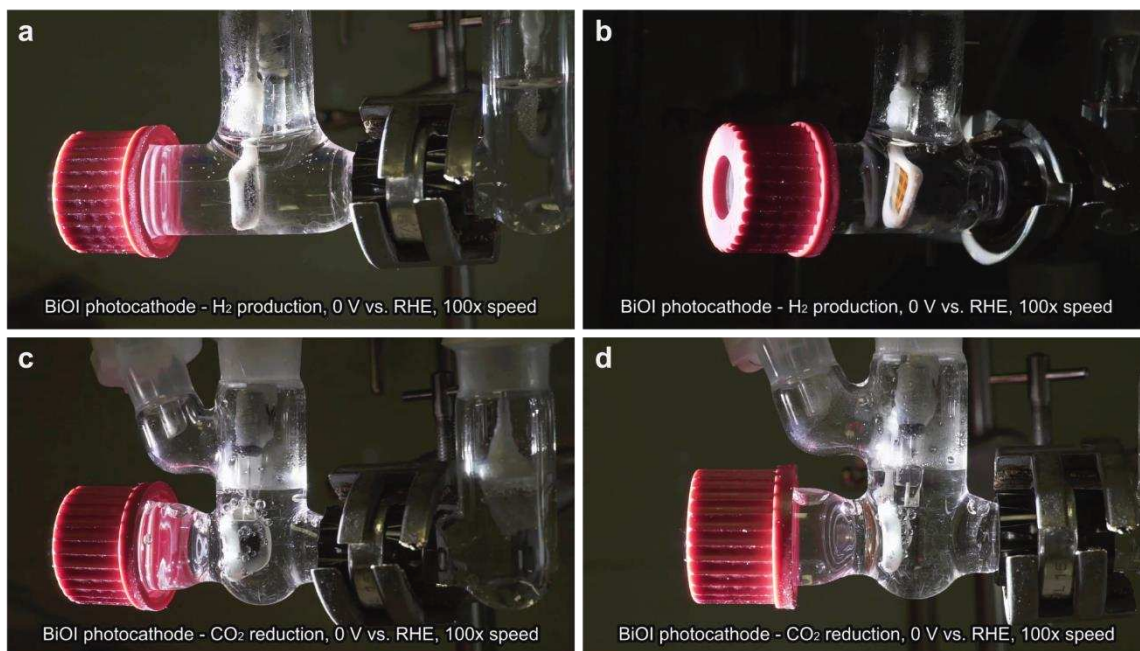 a
BiOI photocathode - H₂ production, 0 V vs. RHE, 100x speed
b
BiOI photocathode - H₂ production, 0 V vs. RHE, 100x speed
c
BiOI photocathode - CO₂ reduction, 0 V vs. RHE, 100x speed
d
BiOI photocathode - CO₂ reduction, 0 V vs. RHE, 100x speed